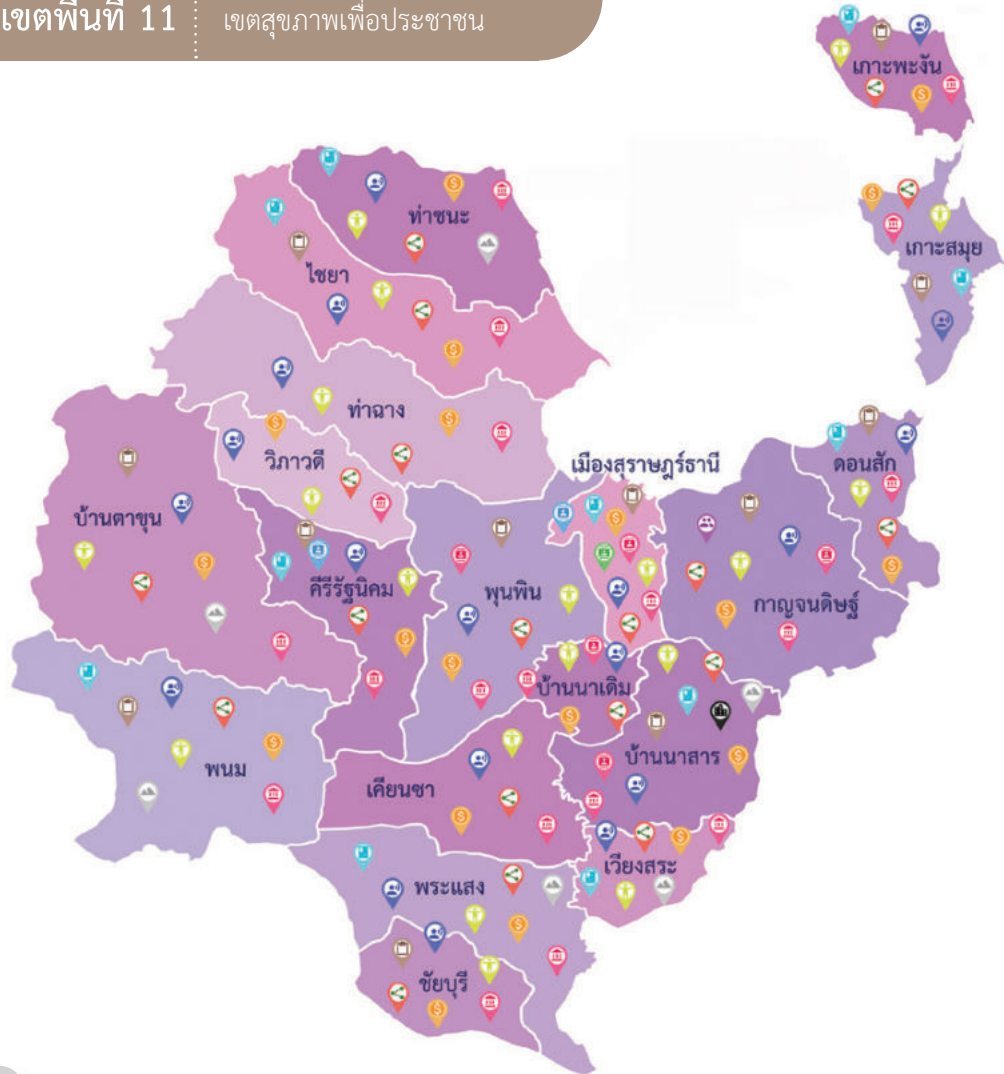 เขตพื้นที่ 11
เขตสุขภาพเพื่อประชาชน
เกาะพะงัน
ท่าชนะ
เกาะสมุย
ไชยา
ท่าฉาง
วิภาวดี
เมืองสุราษฎร์ธานี
ดอนสัก
บ้านตาขุน
คีรีรัฐนิคม
พุนพิน
กาญจนดิษฐ์
บ้านนาเดิม
บ้านนาสาร
พนม
เคียนซา
เวียงสระ
พระแสง
ชัยบุรี